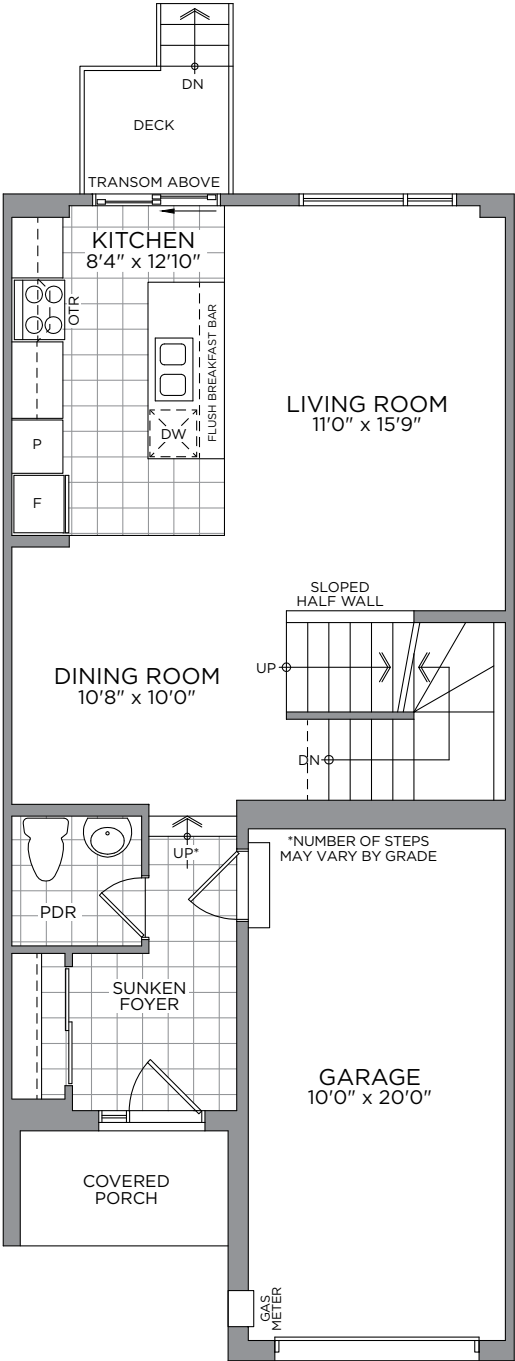 DN
DECK
TRANSOM ABOVE
KITCHEN
8'4" x 12'10"
OTR
FLUSH BREAKFAST BAR
DW
P
F
LIVING ROOM
11'0" x 15'9"
SLOPED
HALF WALL
UP
DINING ROOM
10'8" x 10'0"
DN
UP*
*NUMBER OF STEPS
MAY VARY BY GRADE
PDR
SUNKEN
FOYER
GARAGE
10'0" x 20'0"
COVERED
PORCH
GAS
METER